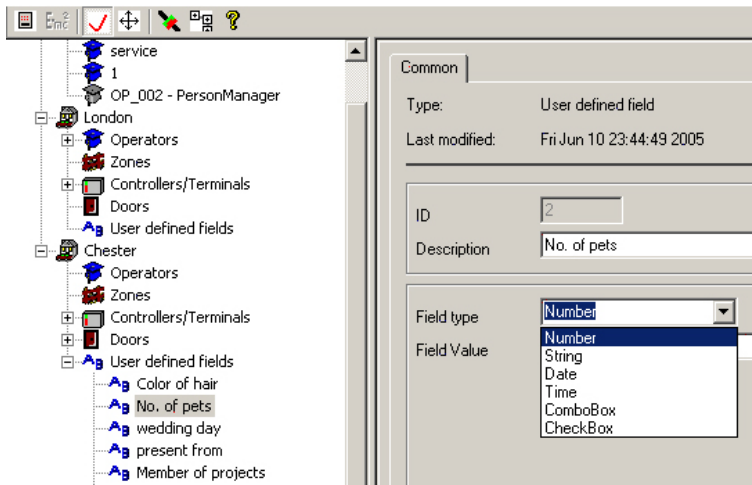 service
1
OP_002 - PersonManager
London
Operators
Zones
Controllers/Terminals
Doors
User defined fields
Chester
Operators
Zones
Controllers/Terminals
Doors
User defined fields
Color of hair
No. of pets
wedding day
present from
Member of projects
Common
Type: User defined field
Last modified: Fri Jun 10 23:44:49 2005
ID 2
Description No. of pets
Field type Number
Field Value
Number
String
Date
Time
ComboBox
CheckBox